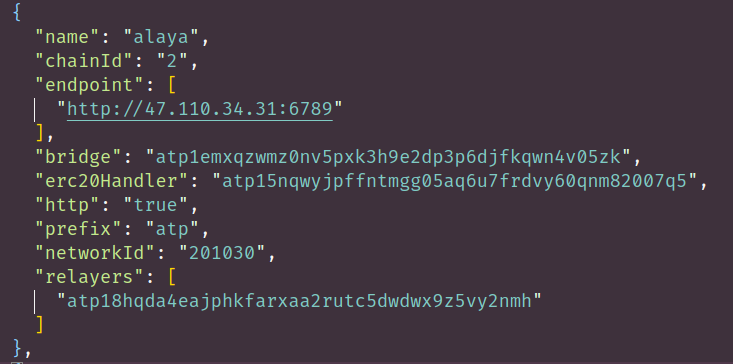 {
"name": "alaya",
"chainId": "2",
"endpoint": [
"http://47.110.34.31:6789"
],
"bridge": "atp1emxqzwmz0nv5pxk3h9e2dp3p6djfkqwn4v05zk",
"erc20Handler": "atp15nqwyjpffntmgg05aq6u7frdvy60qnm82007q5",
"http": "true",
"prefix": "atp",
"networkId": "201030",
"relayers": [
"atp18hqda4eajphkfarxaa2rutc5dwdwx9z5vy2nmh"
]
},